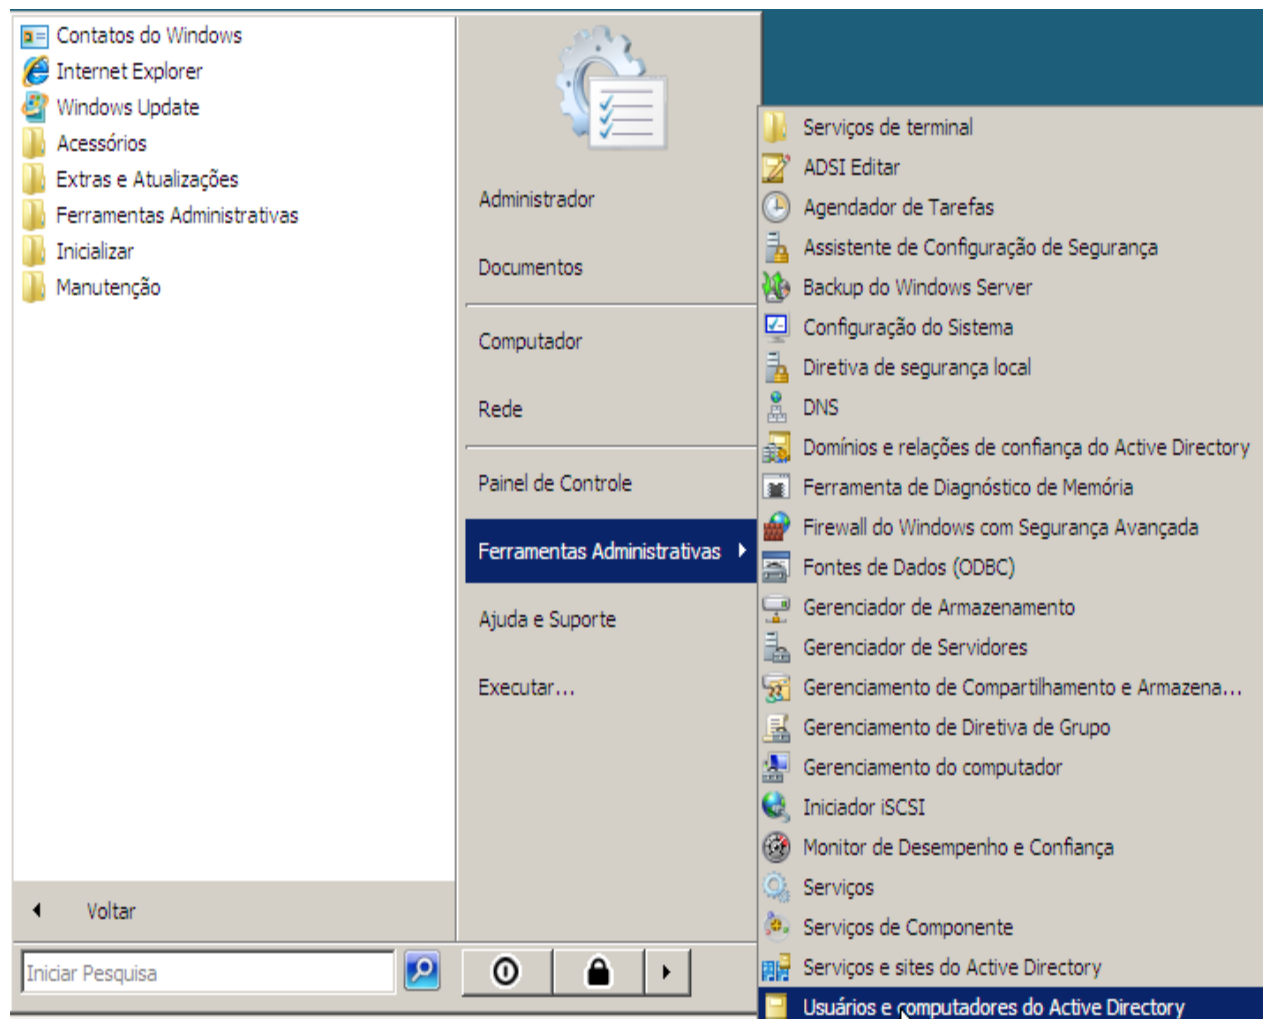 Contatos do Windows
Internet Explorer
Windows Update
Acessórios
Extras e Atualizações
Ferramentas Administrativas
Inicializar
Manutenção
Voltar
Iniciar Pesquisa
Administrador
Documentos
Computador
Rede
Painel de Controle
Ferramentas Administrativas
Ajuda e Suporte
Executar...
Serviços de terminal
ADSI Editar
Agendador de Tarefas
Assistente de Configuração de Segurança
Backup do Windows Server
Configuração do Sistema
Diretiva de segurança local
DNS
Domínios e relações de confiança do Active Directory
Ferramenta de Diagnóstico de Memória
Firewall do Windows com Segurança Avançada
Fontes de Dados (ODBC)
Gerenciador de Armazenamento
Gerenciador de Servidores
Gerenciamento de Compartilhamento e Armazena...
Gerenciamento de Diretiva de Grupo
Gerenciamento do computador
Iniciador iSCSI
Monitor de Desempenho e Confiança
Serviços
Serviços de Componente
Serviços e sites do Active Directory
Usuários e computadores do Active Directory